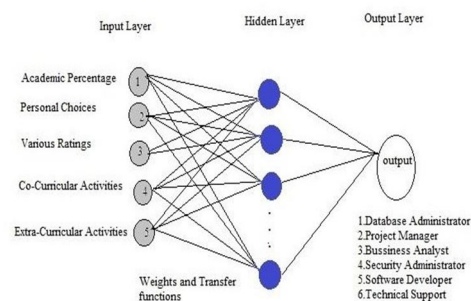 Input Layer
Hidden Layer
Output Layer
Academic Percentage
Personal Choices
Various Ratings
Co-Curricular Activities
Extra-Curricular Activities
1
2
3
4
5
output
Weights and Transfer
functions
1.Database Administrator
2.Project Manager
3.Bussiness Analyst
4.Security Administrator
5.Software Developer
6.Technical Support